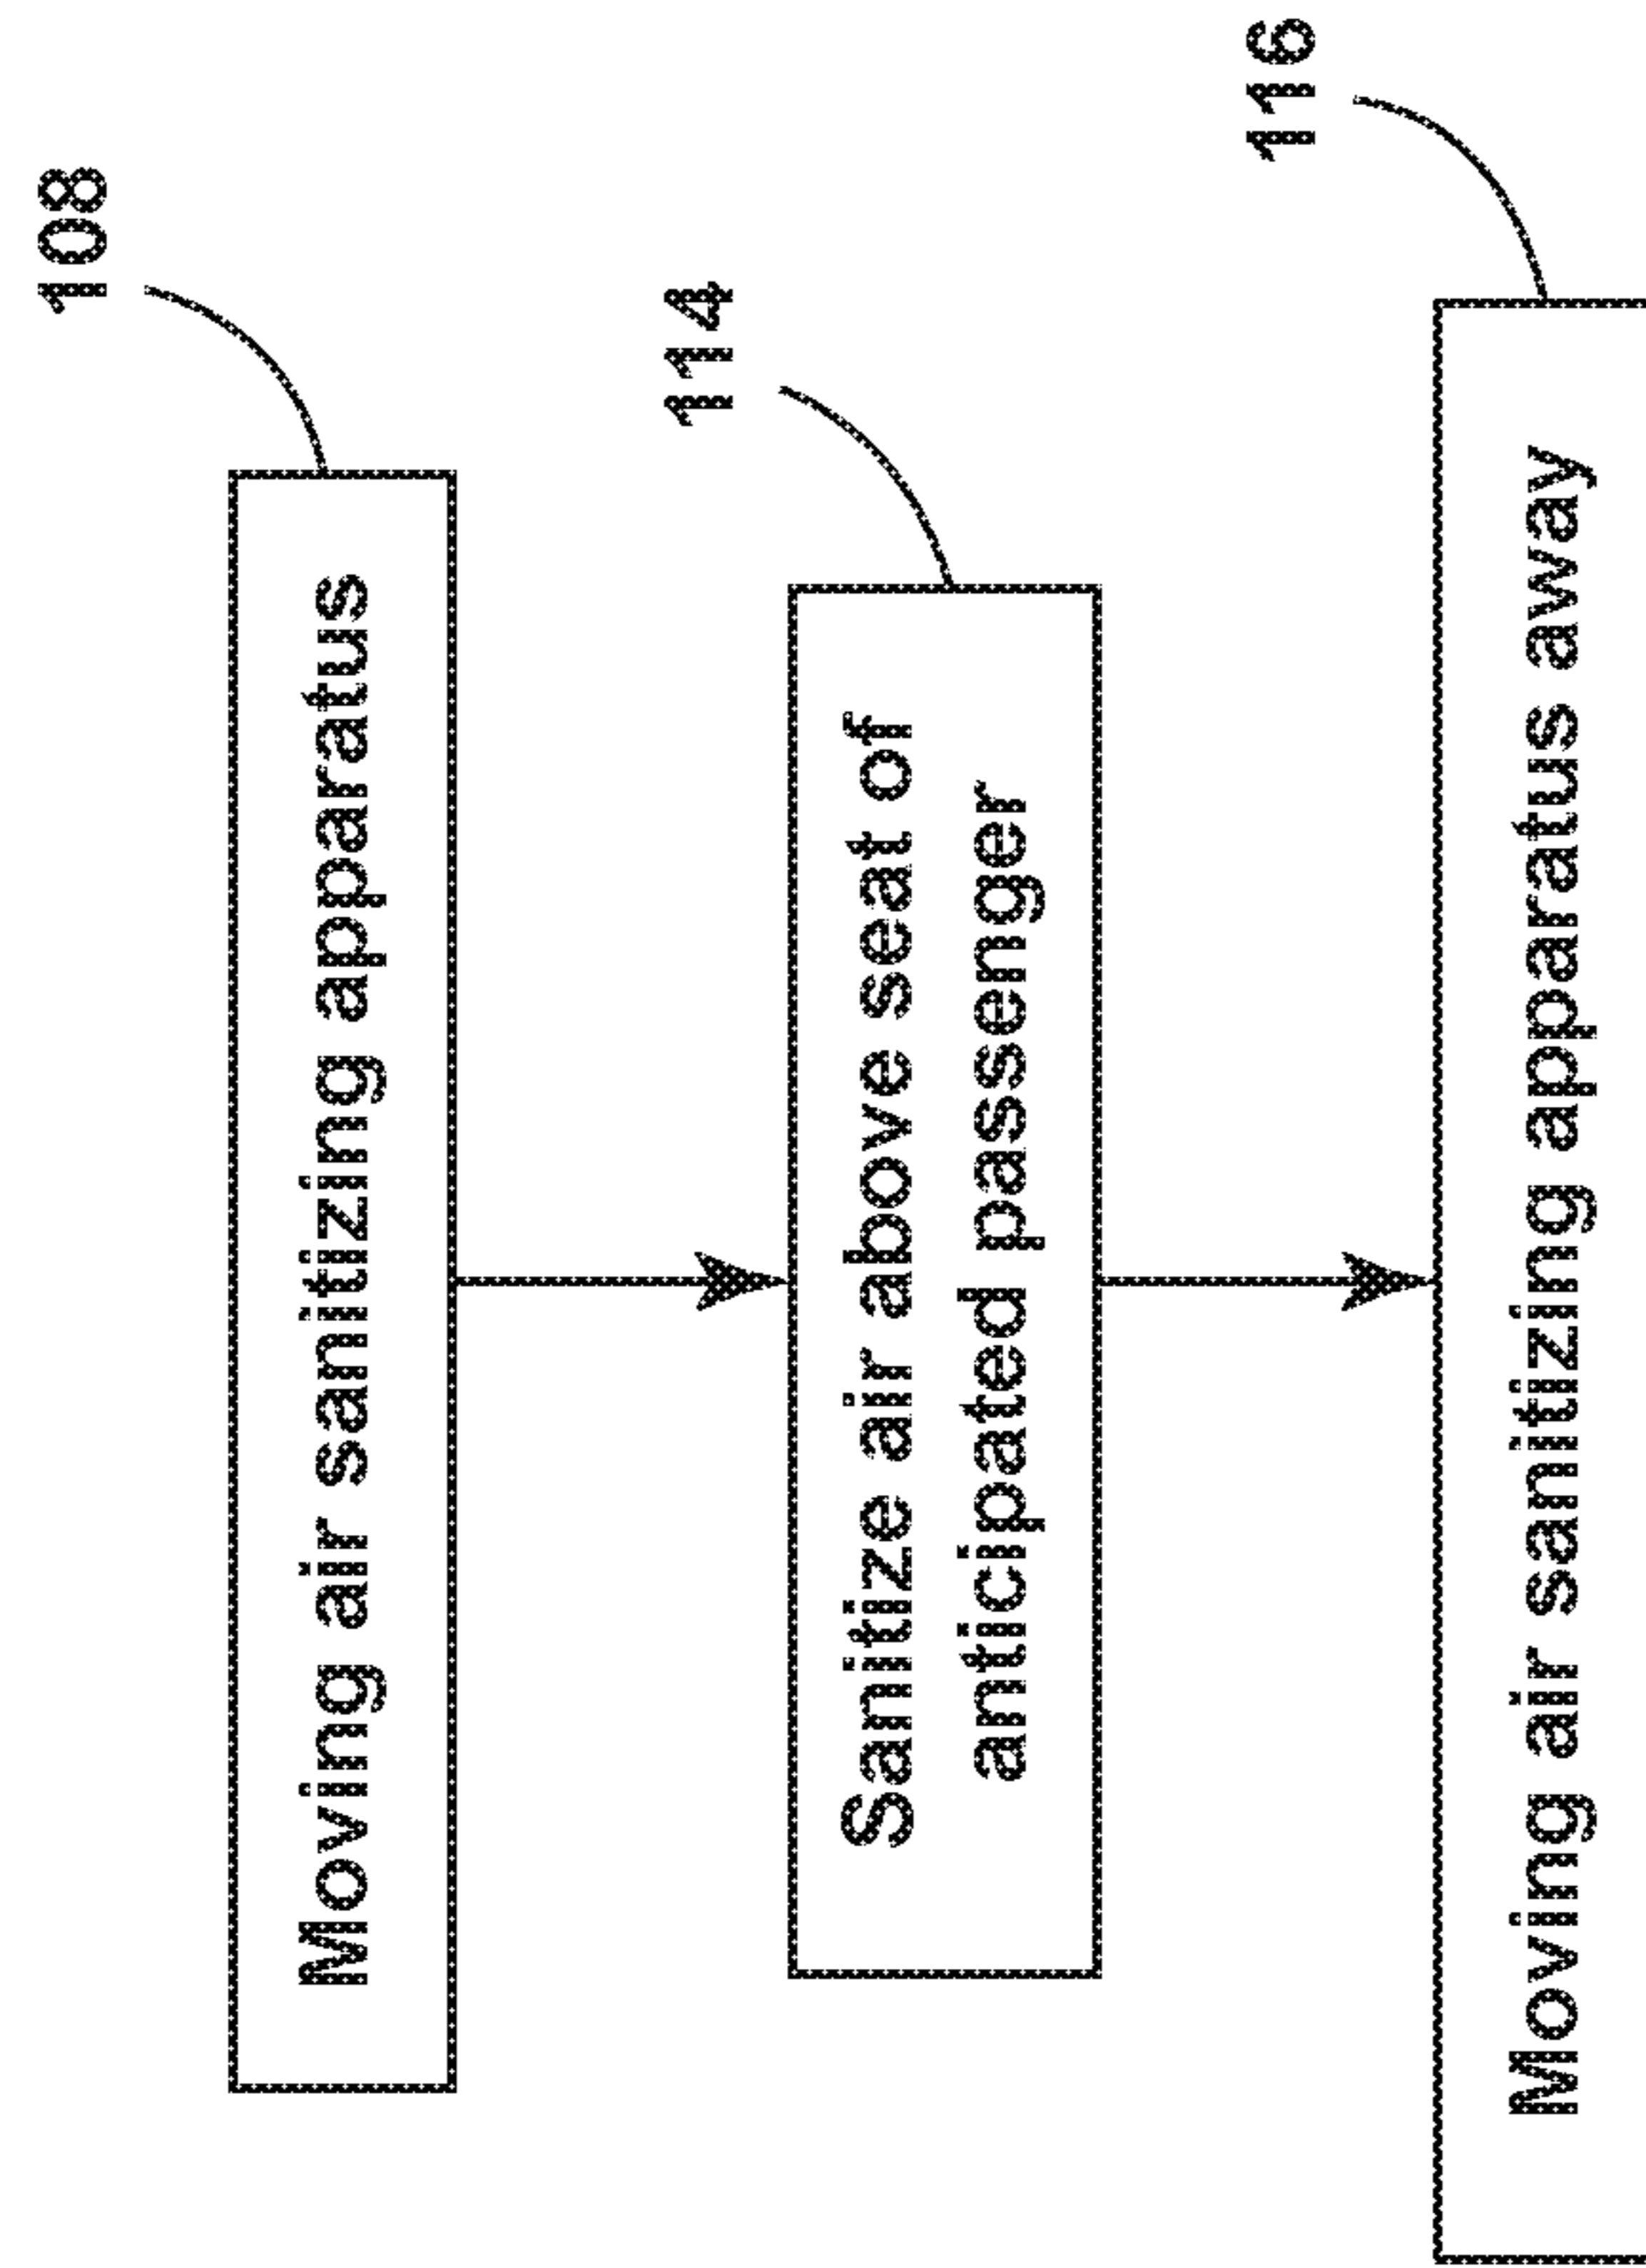 108
Moving air sanitizing apparatus
114
Sanitize air above seat of
anticipated passenger
116
Moving air sanitizing apparatus away